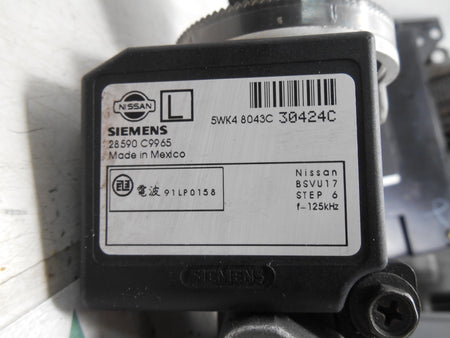 NISSAN
L
SIEMENS
28590 C9965
Made in Mexico
5WK4 8043C 30424C
電波 91LP0158
Nissan
BSVU17
STEP 6
f-125kHz
SIEMENS